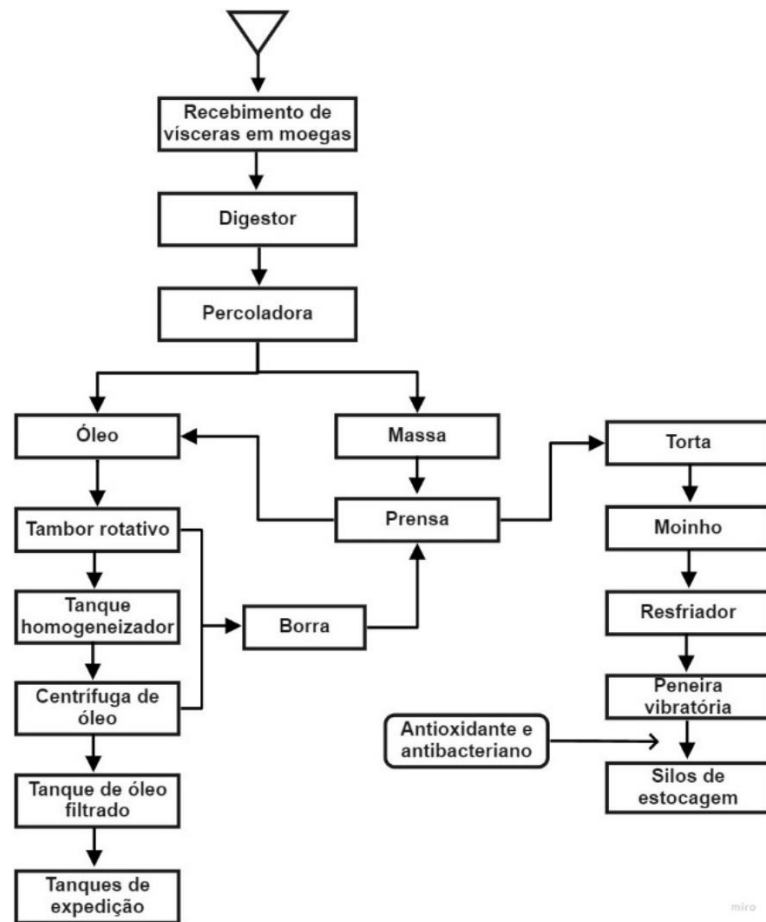 Recebimento de
vísceras em moegas
Digestor
Percoladora
Óleo
Massa
Torta
Tambor rotativo
Prensa
Moinho
Tanque
homogeneizador
Borra
Resfriador
Centrífuga de
óleo
Peneira
vibratória
Antioxidante e
antibacteriano
Tanque de óleo
filtrado
Silos de
estocagem
Tanques de
expedição
miro